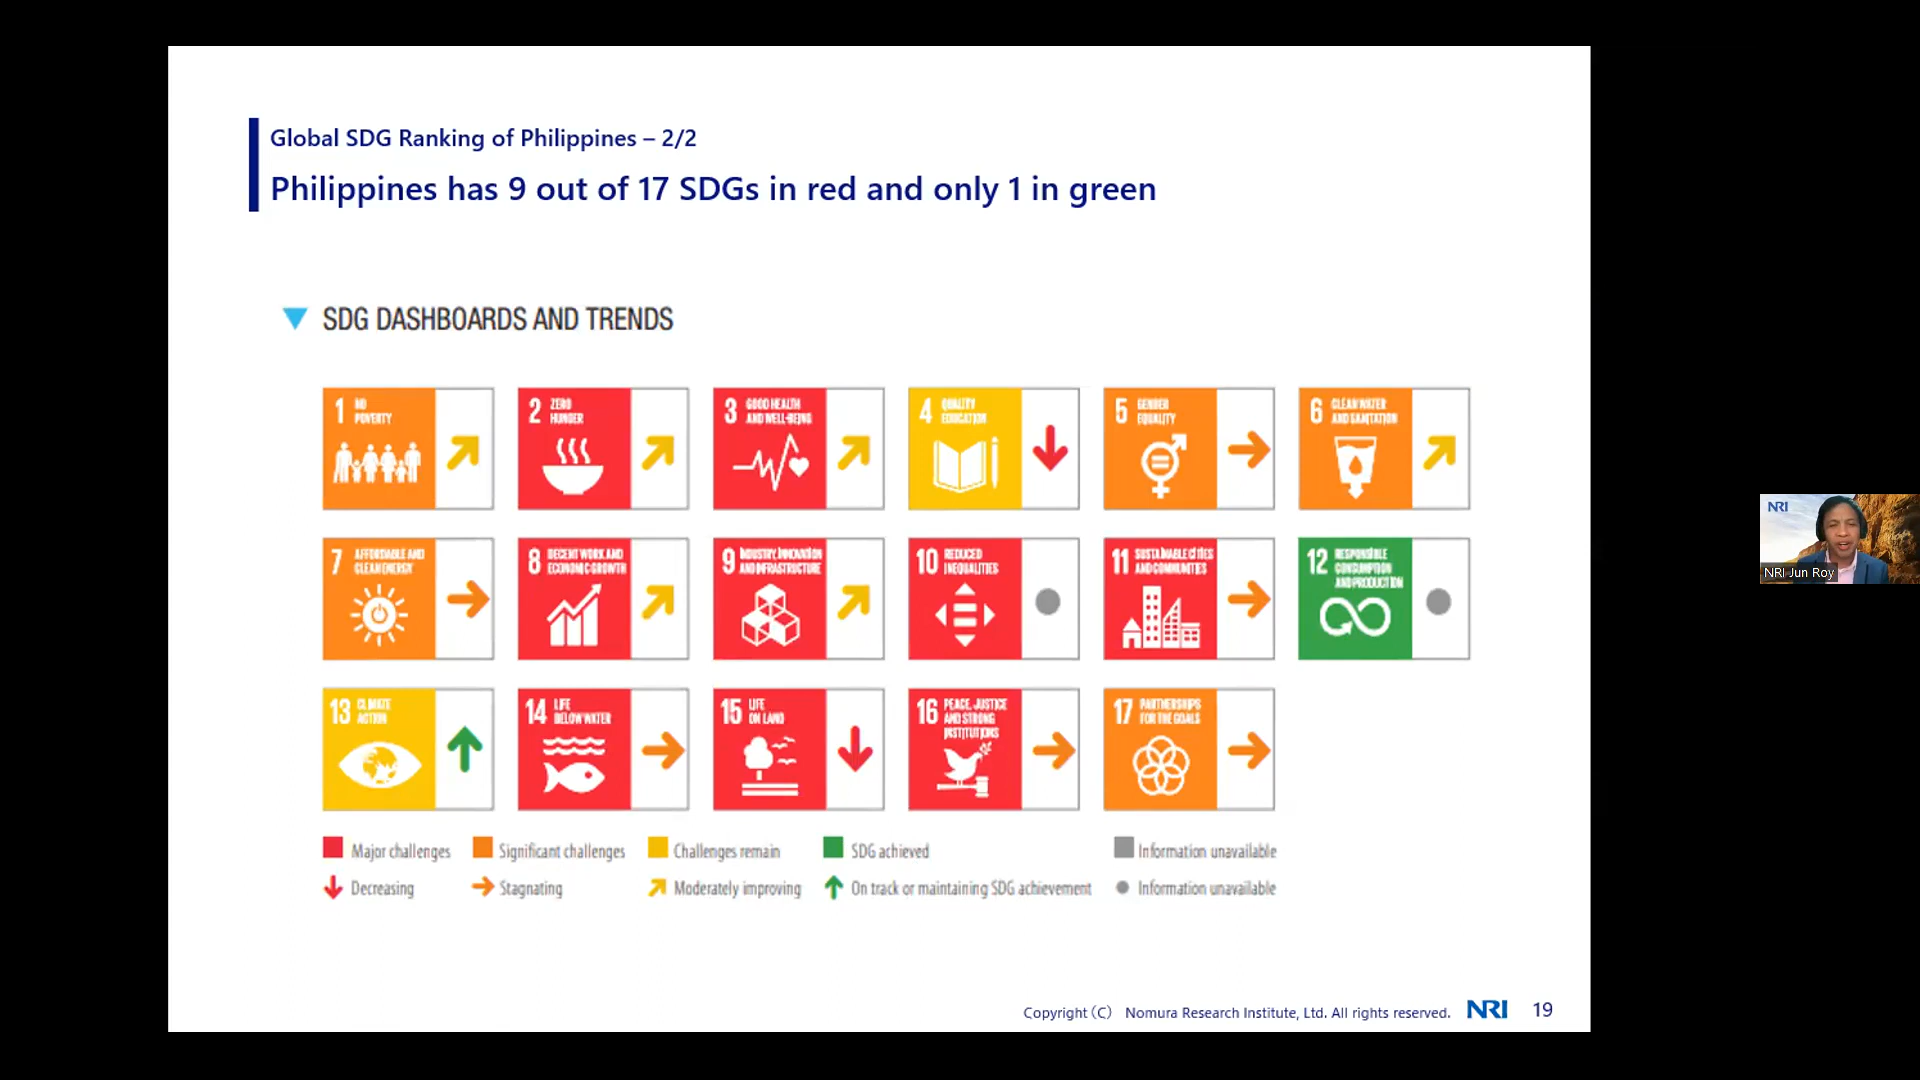 Global SDG Ranking of Philippines – 2/2
Philippines has 9 out of 17 SDGs in red and only 1 in green
SDG DASHBOARDS AND TRENDS
1 NO
POVERTY
2 ZERO
HUNGER
3 GOOD HEALTH
AND WELL-BEING
4 QUALITY
EDUCATION
5 GENDER
EQUALITY
6 CLEAN WATER
AND SANITATION
7 AFFORDABLE AND
CLEAN ENERGY
8 DECENT WORK AND
ECONOMIC GROWTH
9 INDUSTRY, INNOVATION
AND INFRASTRUCTURE
10 REDUCED
INEQUALITIES
11 SUSTAINABLE CITIES
AND COMMUNITIES
12 RESPONSIBLE
CONSUMPTION
AND PRODUCTION
13 CLIMATE
ACTION
14 LIFE
BELOW WATER
15 LIFE
ON LAND
16 PEACE, JUSTICE
AND STRONG
INSTITUTIONS
17 PARTNERSHIPS
FOR THE GOALS
Major challenges Significant challenges Challenges remain SDG achieved Information unavailable
Decreasing Stagnating Moderately improving On track or maintaining SDG achievement Information unavailable
Copyright (C) Nomura Research Institute, Ltd. All rights reserved. NRI 19
NRI
NRI Jun Roy